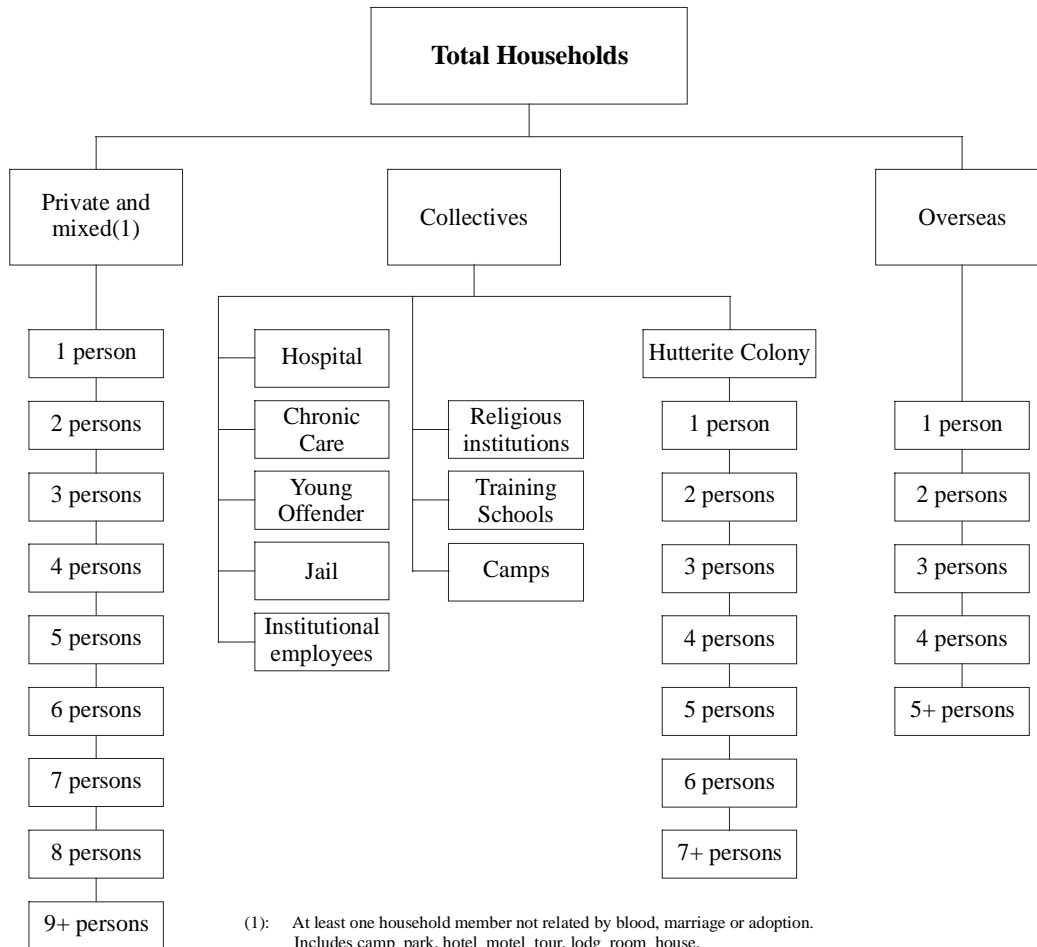 Total Households
Private and
mixed(1)
Collectives
Overseas
1 person
2 persons
3 persons
4 persons
5 persons
6 persons
7 persons
8 persons
9+ persons
Hospital
Chronic
Care
Young
Offender
Jail
Institutional
employees
Religious
institutions
Training
Schools
Camps
Hutterite Colony
1 person
2 persons
3 persons
4 persons
5 persons
6 persons
7+ persons
1 person
2 persons
3 persons
4 persons
5+ persons
(1): At least one household member not related by blood, marriage or adoption.
Includes camp_park, hotel_motel_tour, lodg_room_house.